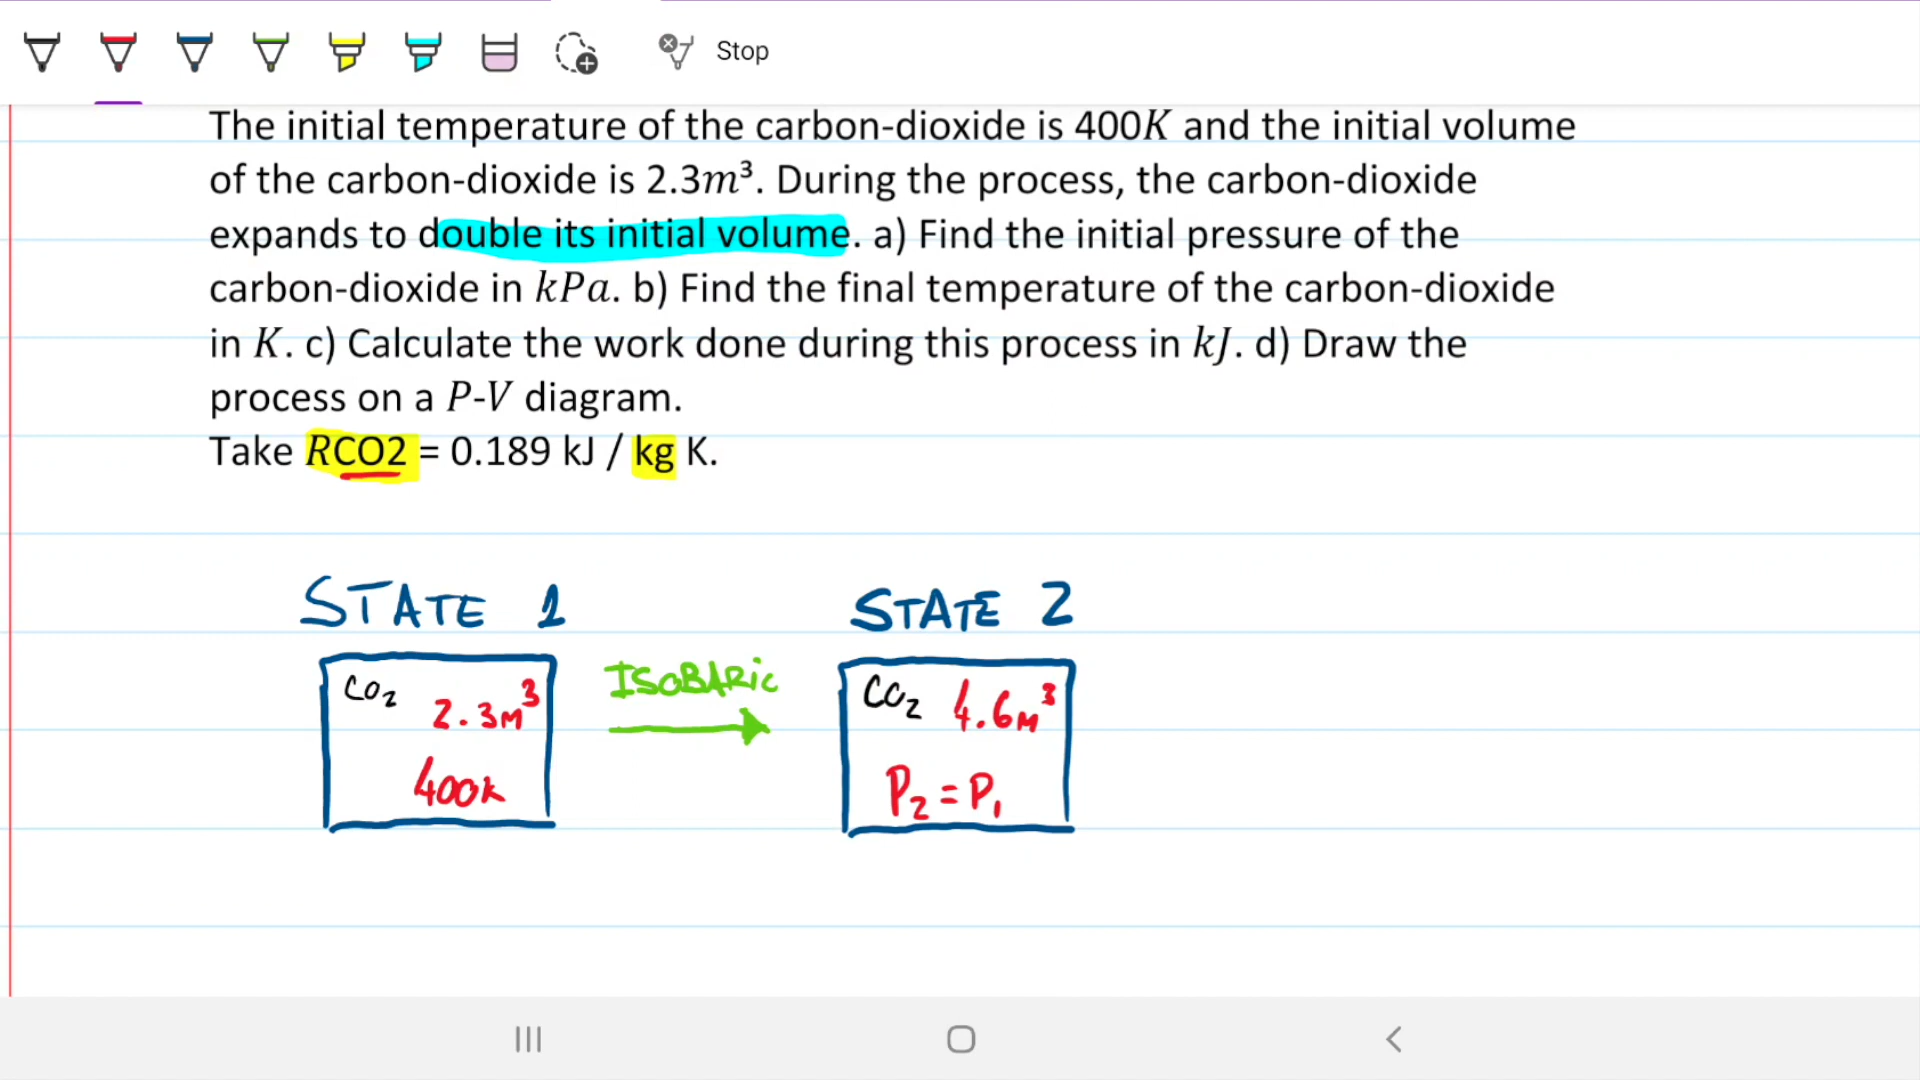 Stop
The initial temperature of the carbon-dioxide is 400K and the initial volume
of the carbon-dioxide is 2.3m³. During the process, the carbon-dioxide
expands to double its initial volume. a) Find the initial pressure of the
carbon-dioxide in kPa. b) Find the final temperature of the carbon-dioxide
in K. c) Calculate the work done during this process in kJ. d) Draw the
process on a P-V diagram.
Take RCO2 = 0.189 kJ / kg K.
STATE 1 STATE 2
CO₂ 2.3m³ ISOBARIC CO₂ 4.6m³
400K P₂ = P₁